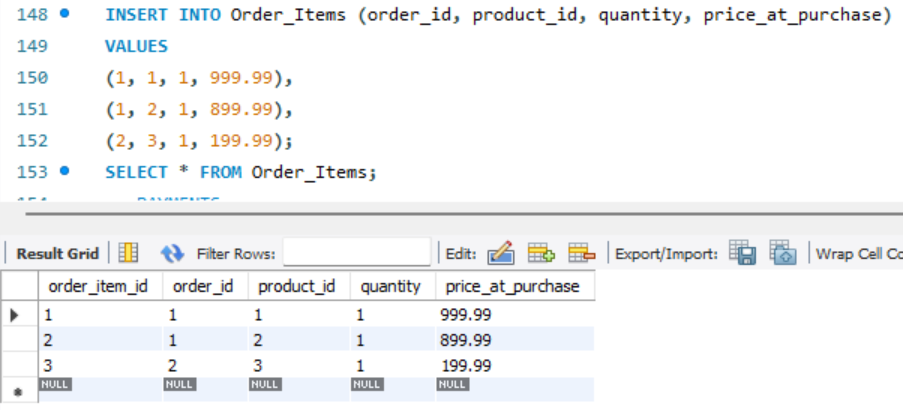 148 INSERT INTO Order_Items (order_id, product_id, quantity, price_at_purchase)
149 VALUES
150 (1, 1, 1, 999.99),
151 (1, 2, 1, 899.99),
152 (2, 3, 1, 199.99);
153 SELECT * FROM Order_Items;
Result Grid Filter Rows: Edit: Export/Import: Wrap Cell Co
order_item_id order_id product_id quantity price_at_purchase
1 1 1 1 999.99
2 1 2 1 899.99
3 2 3 1 199.99
NULL NULL NULL NULL NULL